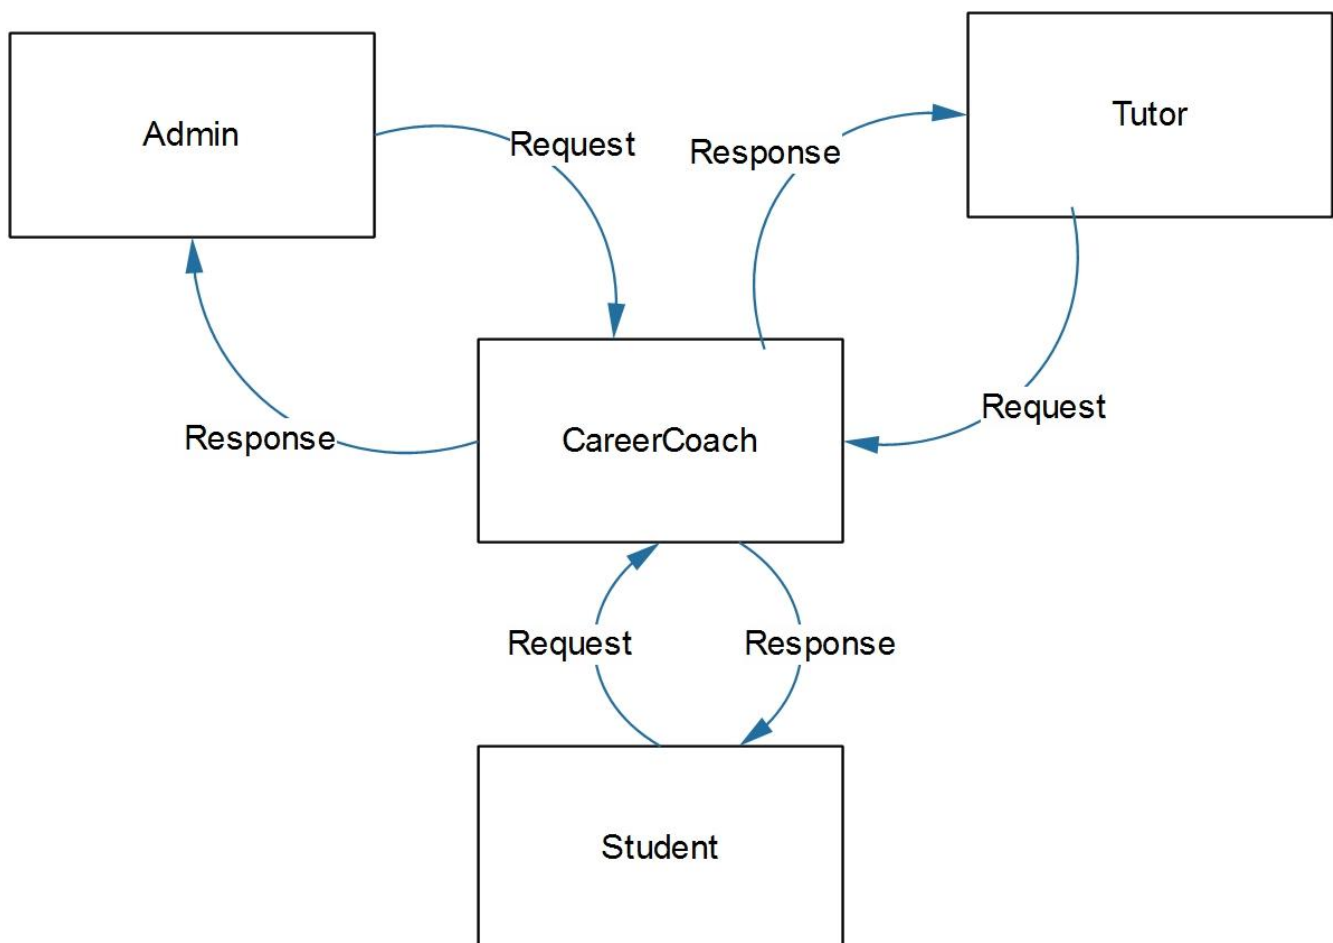 Admin
Tutor
Request
Response
Request
Response
CareerCoach
Request
Response
Student